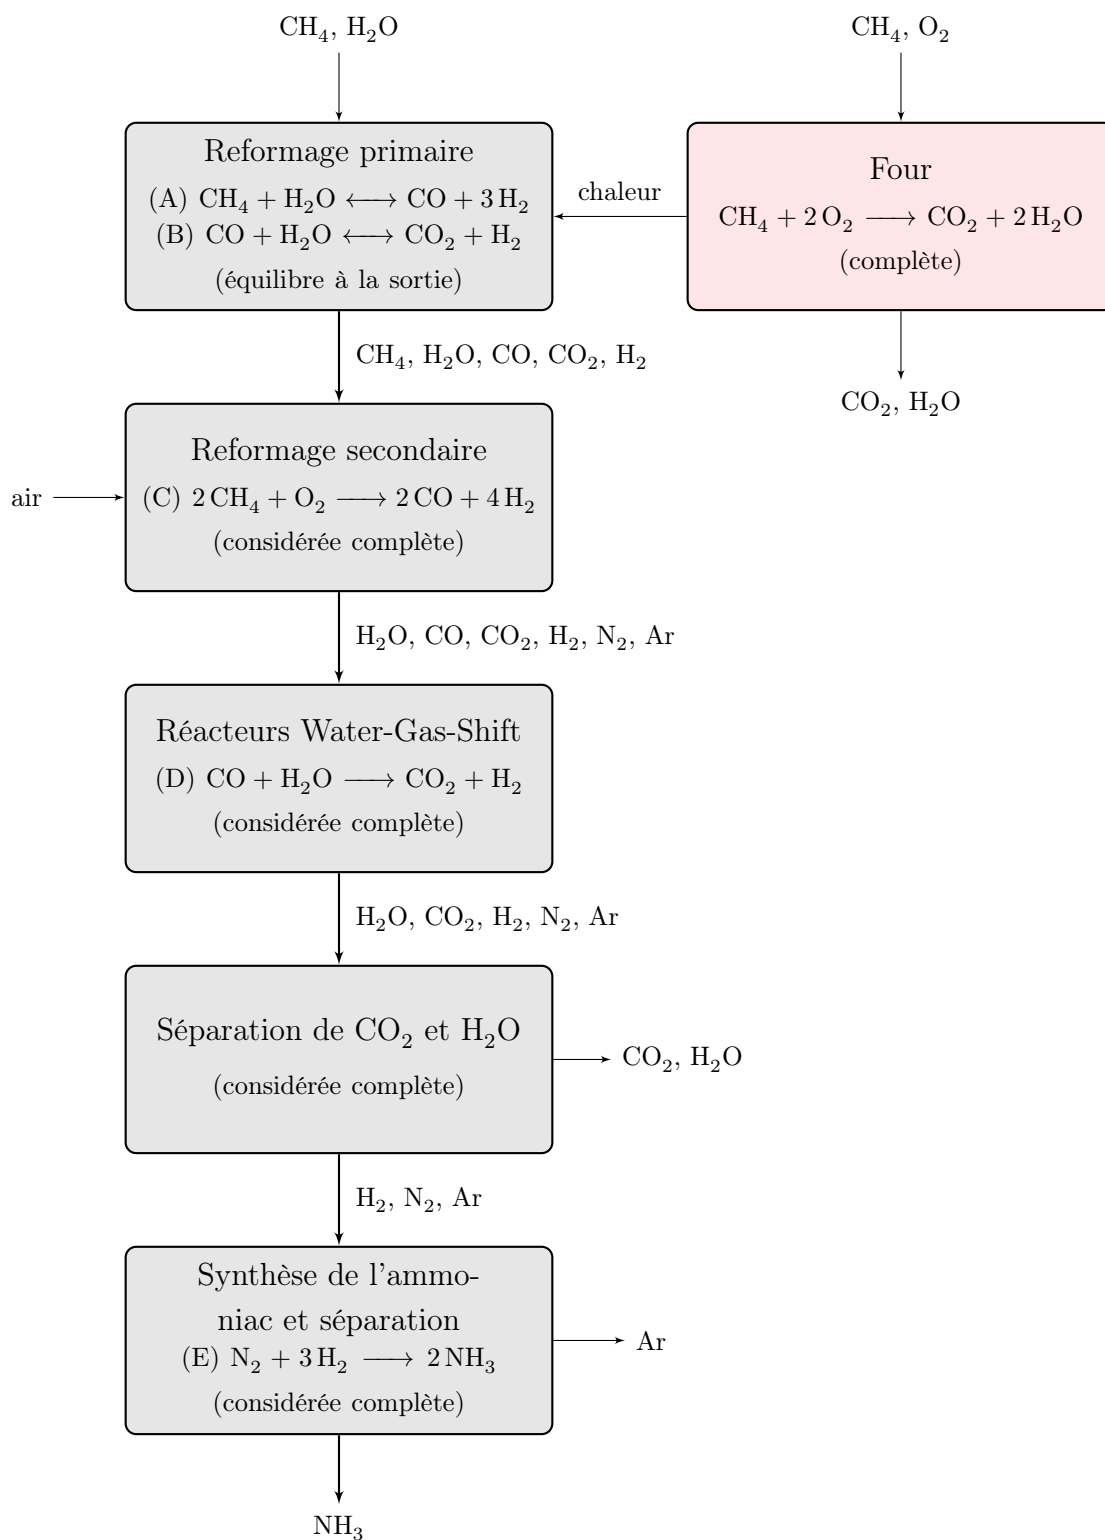 CH₄, H₂O
CH₄, O₂
Reformage primaire
(A) CH₄ + H₂O ⟷ CO + 3 H₂
(B) CO + H₂O ⟷ CO₂ + H₂
(équilibre à la sortie)
chaleur
Four
CH₄ + 2 O₂ ⟶ CO₂ + 2 H₂O
(complète)
CH₄, H₂O, CO, CO₂, H₂
CO₂, H₂O
air
Reformage secondaire
(C) 2 CH₄ + O₂ ⟶ 2 CO + 4 H₂
(considérée complète)
H₂O, CO, CO₂, H₂, N₂, Ar
Réacteurs Water-Gas-Shift
(D) CO + H₂O ⟶ CO₂ + H₂
(considérée complète)
H₂O, CO₂, H₂, N₂, Ar
Séparation de CO₂ et H₂O
(considérée complète)
CO₂, H₂O
H₂, N₂, Ar
Synthèse de l'ammo-
niac et séparation
(E) N₂ + 3 H₂ ⟶ 2 NH₃
(considérée complète)
Ar
NH₃